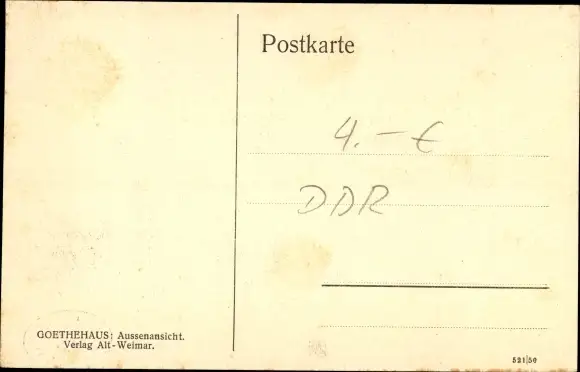 Postkarte
4.- €
DDR
GOETHEHAUS: Aussenansicht.
Verlag Alt-Weimar.
521|50